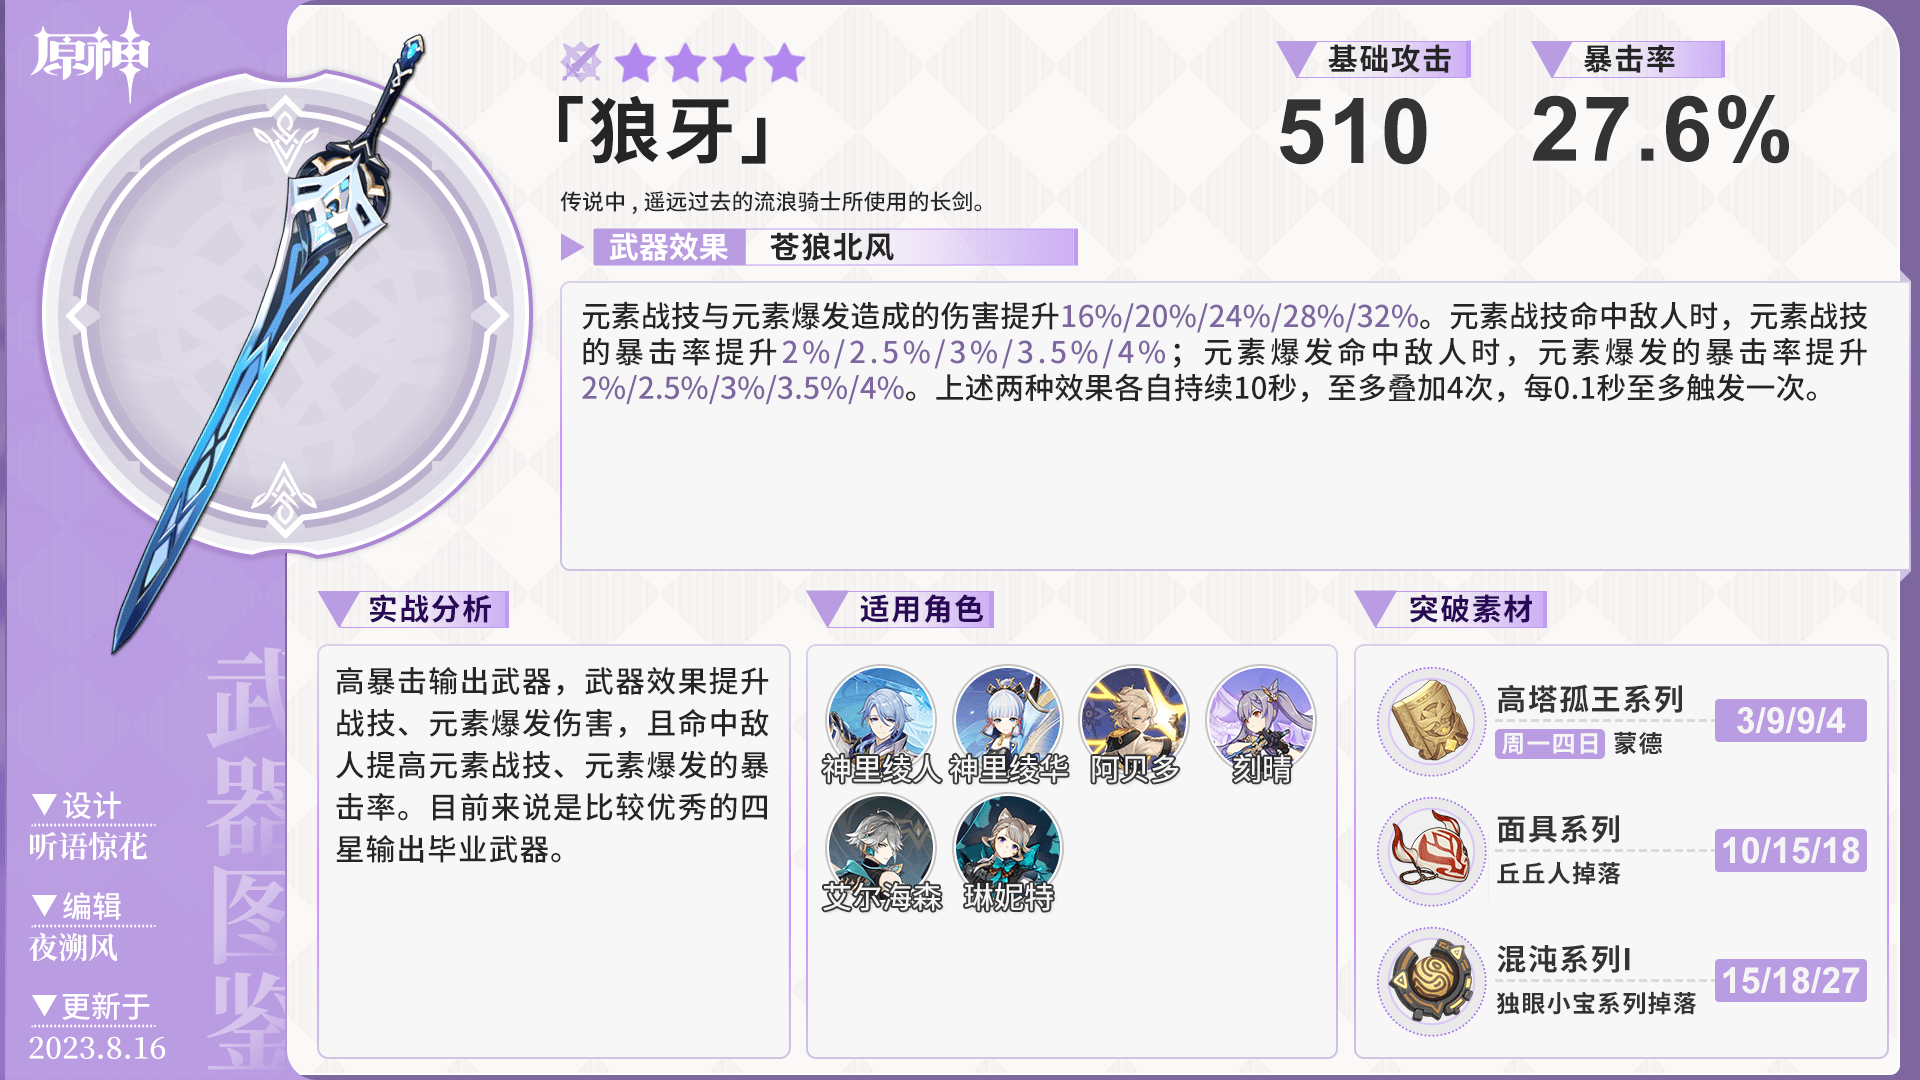 原神
「狼牙」
基础攻击
510
暴击率
27.6%
传说中，遥远过去的流浪骑士所使用的长剑。
武器效果
苍狼北风
元素战技与元素爆发造成的伤害提升16%/20%/24%/28%/32%。元素战技命中敌人时，元素战技
的暴击率提升2%/2.5%/3%/3.5%/4%；元素爆发命中敌人时，元素爆发的暴击率提升
2%/2.5%/3%/3.5%/4%。上述两种效果各自持续10秒，至多叠加4次，每0.1秒至多触发一次。
实战分析
高暴击输出武器，武器效果提升
战技、元素爆发伤害，且命中敌
人提高元素战技、元素爆发的暴
击率。目前来说是比较优秀的四
星输出毕业武器。
适用角色
神里绫人 神里绫华 阿贝多 刻晴
艾尔海森 琳妮特
突破素材
高塔孤王系列
周一四日 蒙德
3/9/9/4
面具系列
丘丘人掉落
10/15/18
混沌系列I
独眼小宝系列掉落
15/18/27
武器图鉴
▼设计
听语惊花
▼编辑
夜溯风
▼更新于
2023.8.16